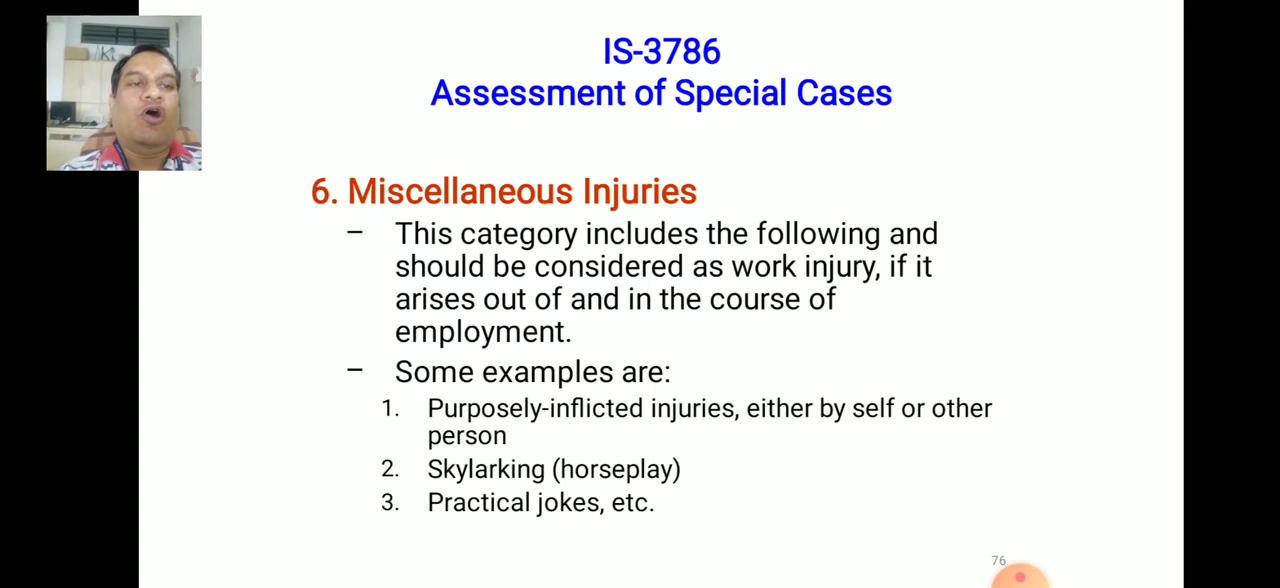 IS-3786
Assessment of Special Cases
6. Miscellaneous Injuries
– This category includes the following and
should be considered as work injury, if it
arises out of and in the course of
employment.
– Some examples are:
1. Purposely-inflicted injuries, either by self or other
person
2. Skylarking (horseplay)
3. Practical jokes, etc.
76